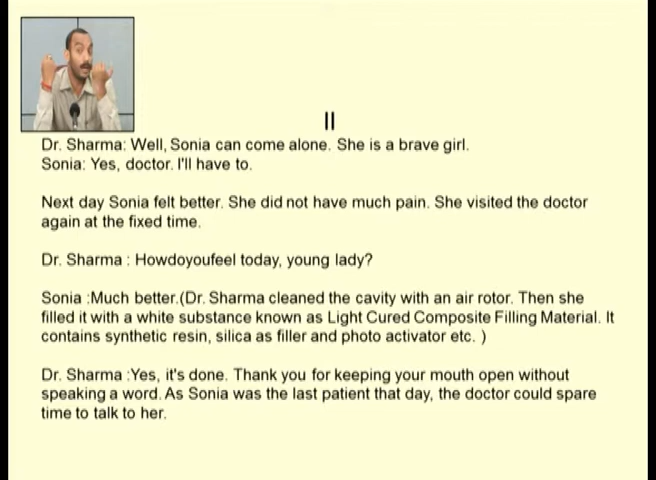 II
Dr. Sharma: Well, Sonia can come alone. She is a brave girl.
Sonia: Yes, doctor. I'll have to.
Next day Sonia felt better. She did not have much pain. She visited the doctor
again at the fixed time.
Dr. Sharma : Howdoyoufeel today, young lady?
Sonia :Much better.(Dr. Sharma cleaned the cavity with an air rotor. Then she
filled it with a white substance known as Light Cured Composite Filling Material. It
contains synthetic resin, silica as filler and photo activator etc. )
Dr. Sharma :Yes, it's done. Thank you for keeping your mouth open without
speaking a word. As Sonia was the last patient that day, the doctor could spare
time to talk to her.